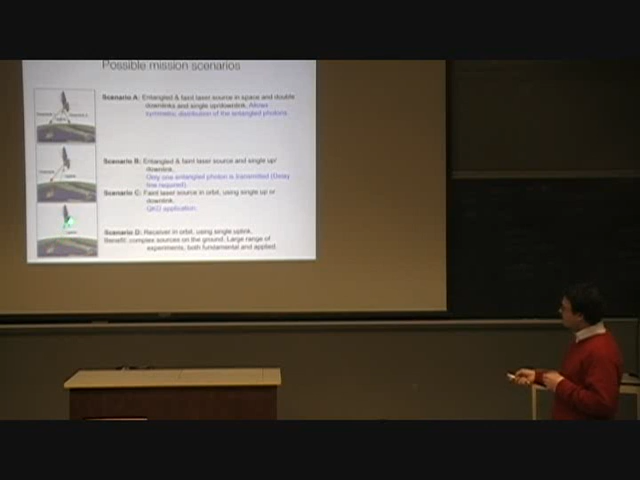 Possible mission scenarios
Scenario A: Entangled & faint laser source in space and double
downlinks and single up/downlink. Allows
symmetric distribution of the entangled photons.
Scenario B: Entangled & faint laser source and single up/
downlink.
Only one entangled photon is transmitted (Delay
line required)
Scenario C: Faint laser source in orbit, using single up or
downlink.
QKD application.
Scenario D: Receiver in orbit, using single uplink.
Benefit: complex sources on the ground. Large range of
experiments, both fundamental and applied.